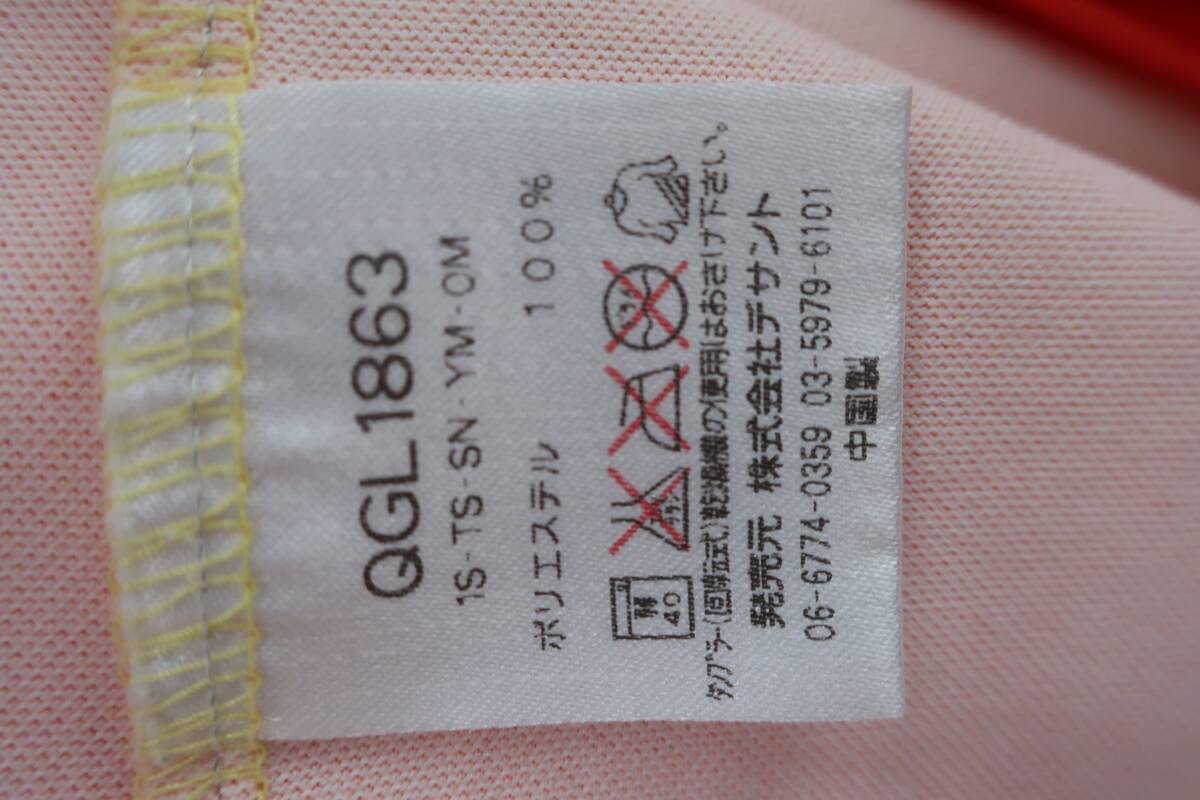 QGL1863
1S-TS-SN-YM-OM
ポリエステル 100%
弱 40
タンブラー(回転式)乾燥機の使用はおさけ下さい。
発売元 株式会社デサント
06-6774-0359 03-5979-6101
中国製